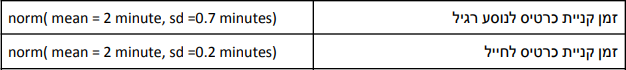 זמן קניית כרטיס לנוסע רגיל norm( mean = 2 minute, sd =0.7 minutes)
זמן קניית כרטיס לחייל norm( mean = 2 minute, sd =0.2 minutes)